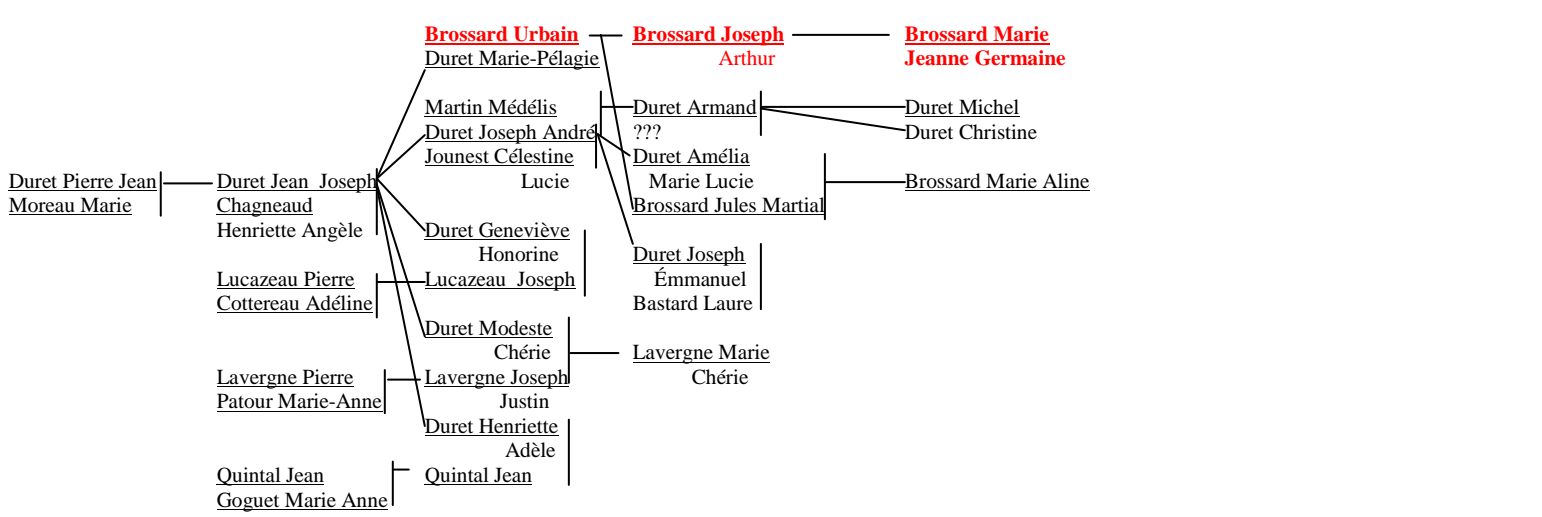 Brossard Urbain Brossard Joseph Brossard Marie
Duret Marie-Pélagie Arthur Jeanne Germaine
Martin Médélis Duret Armand Duret Michel
Duret Joseph André ??? Duret Christine
Jounest Célestine Duret Amélia
Duret Pierre Jean Duret Jean Joseph Lucie Marie Lucie Brossard Marie Aline
Moreau Marie Chagneaud Brossard Jules Martial
Henriette Angèle Duret Geneviève
Honorine Duret Joseph
Lucazeau Pierre Lucazeau Joseph Émmanuel
Cottereau Adéline Bastard Laure
Duret Modeste
Chérie Lavergne Marie
Lavergne Pierre Lavergne Joseph Chérie
Patour Marie-Anne Justin
Duret Henriette
Adèle
Quintal Jean Quintal Jean
Goguet Marie Anne